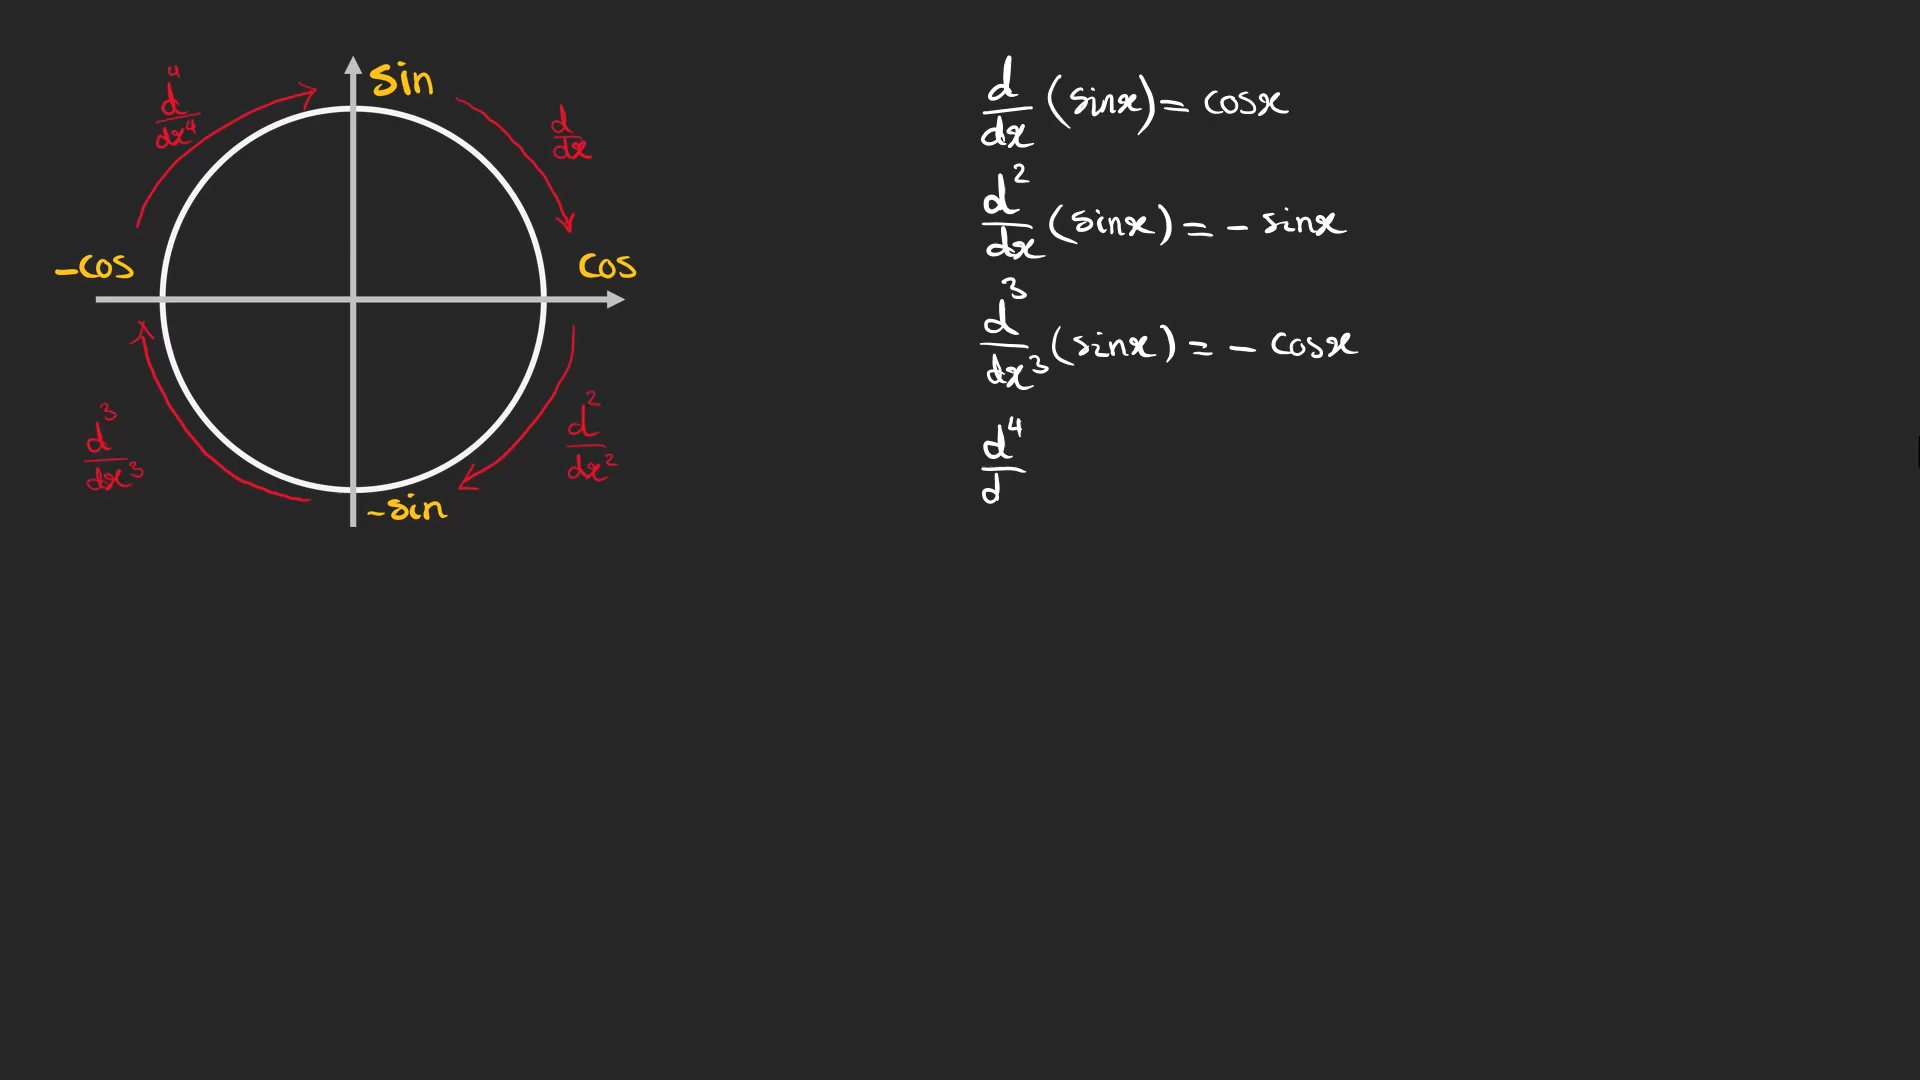 sin
d⁴/dx⁴
d/dx
-cos
cos
d³/dx³
d²/dx²
-sin
d/dx (sinx) = cosx
d²/dx (sinx) = - sinx
d³/dx³ (sinx) = - cosx
d⁴/d